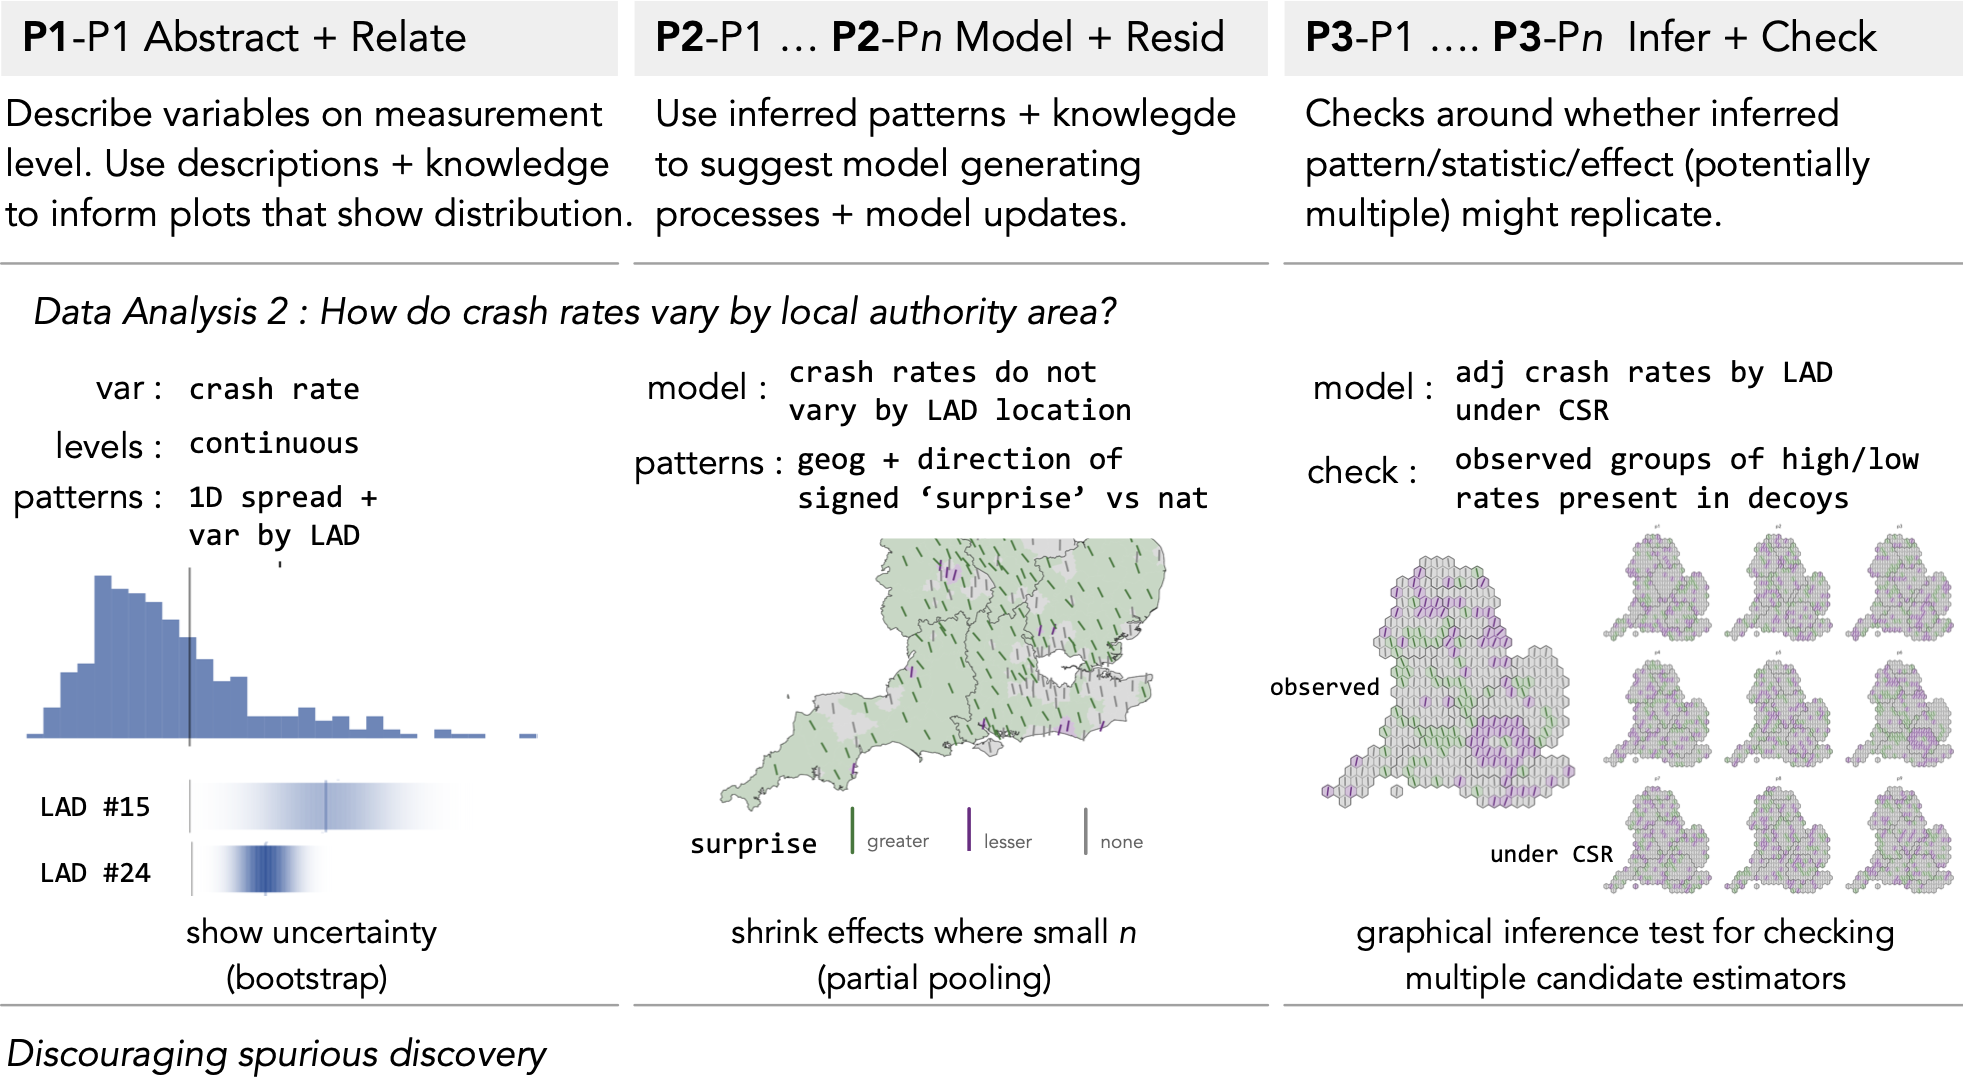 P1-P1 Abstract + Relate
Describe variables on measurement
level. Use descriptions + knowledge
to inform plots that show distribution.
P2-P1 ... P2-Pn Model + Resid
Use inferred patterns + knowlegde
to suggest model generating
processes + model updates.
P3-P1 .... P3-Pn Infer + Check
Checks around whether inferred
pattern/statistic/effect (potentially
multiple) might replicate.
Data Analysis 2 : How do crash rates vary by local authority area?
var : crash rate
levels : continuous
patterns : 1D spread +
var by LAD
LAD #15
LAD #24
show uncertainty
(bootstrap)
model : crash rates do not
vary by LAD location
patterns : geog + direction of
signed ‘surprise’ vs nat
surprise greater lesser none
shrink effects where small n
(partial pooling)
model : adj crash rates by LAD
under CSR
check : observed groups of high/low
rates present in decoys
observed
under CSR
graphical inference test for checking
multiple candidate estimators
Discouraging spurious discovery